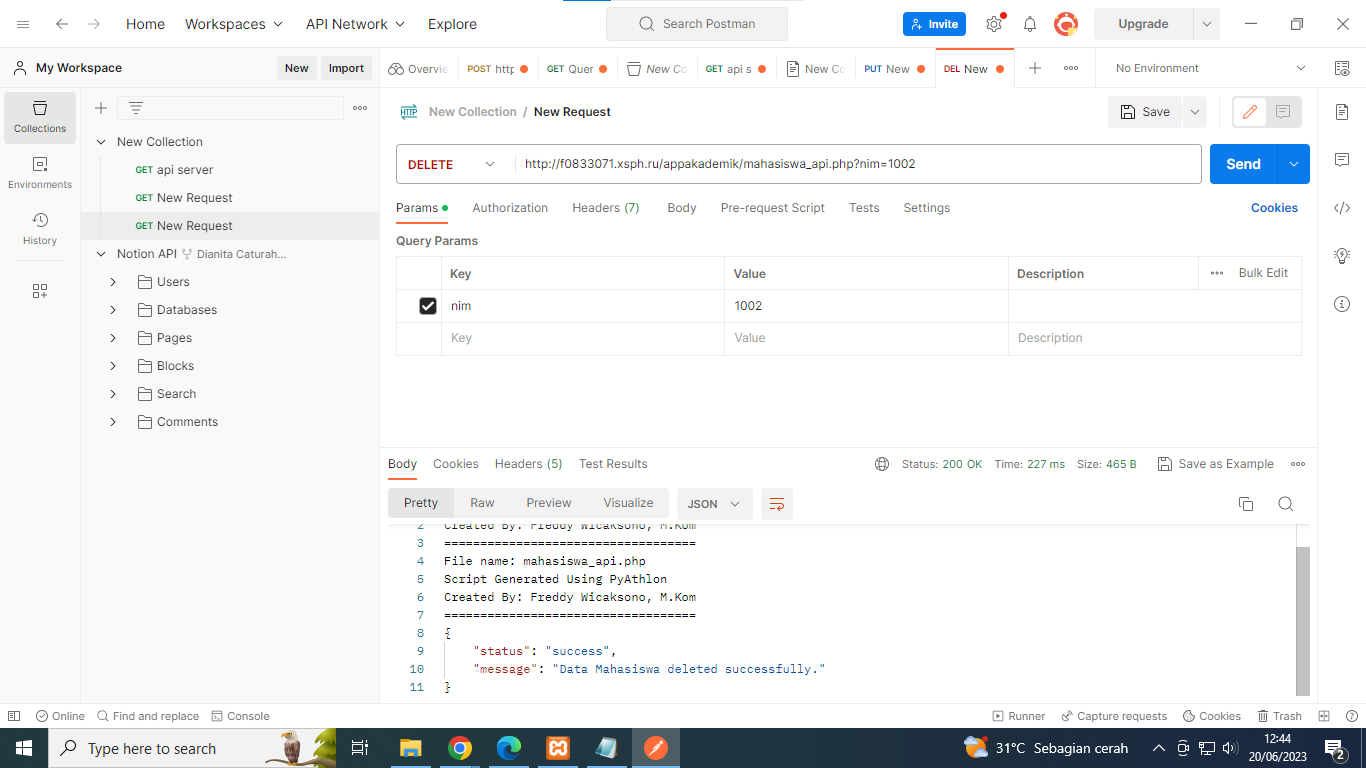 Home
Workspaces
API Network
Explore
Search Postman
Invite
Upgrade
My Workspace
New
Import
Overvie
POST http
GET Quer
New Co
GET api s
New Co
PUT New
DEL New
No Environment
Collections
Environments
History
New Collection
GET api server
GET New Request
GET New Request
Notion API
Dianita Caturah...
Users
Databases
Pages
Blocks
Search
Comments
HTTP
New Collection / New Request
Save
DELETE
http://f0833071.xsph.ru/appakademik/mahasiswa_api.php?nim=1002
Send
Params
Authorization
Headers (7)
Body
Pre-request Script
Tests
Settings
Cookies
Query Params
Key
Value
Description
Bulk Edit
nim
1002
Key
Value
Description
Body
Cookies
Headers (5)
Test Results
Status: 200 OK
Time: 227 ms
Size: 465 B
Save as Example
Pretty
Raw
Preview
Visualize
JSON
2 Created By: Freddy Wicaksono, M.Kom
3 ===================================
4 File name: mahasiswa_api.php
5 Script Generated Using PyAthlon
6 Created By: Freddy Wicaksono, M.Kom
7 ===================================
8 {
9 "status": "success",
10 "message": "Data Mahasiswa deleted successfully."
11 }
Online
Find and replace
Console
Runner
Capture requests
Cookies
Trash
Type here to search
31°C Sebagian cerah
12:44
20/06/2023
2